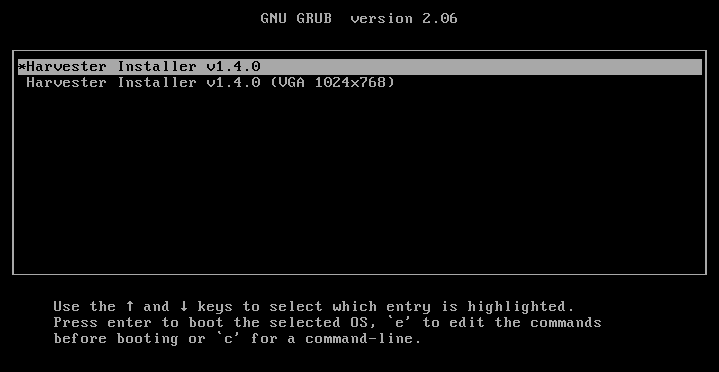 GNU GRUB  version 2.06
*Harvester Installer v1.4.0
Harvester Installer v1.4.0 (VGA 1024x768)
Use the ↑ and ↓ keys to select which entry is highlighted.
Press enter to boot the selected OS, `e' to edit the commands
before booting or `c' for a command-line.